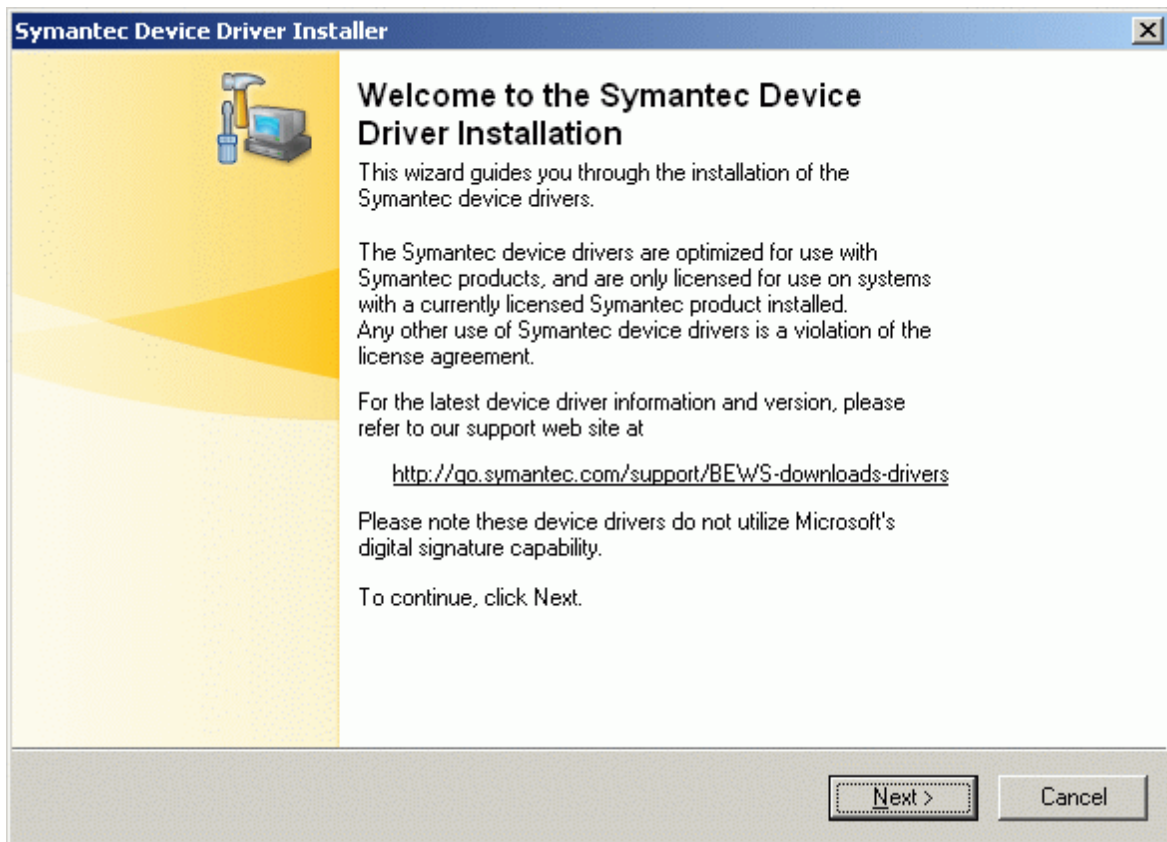 Symantec Device Driver Installer
Welcome to the Symantec Device
Driver Installation
This wizard guides you through the installation of the
Symantec device drivers.
The Symantec device drivers are optimized for use with
Symantec products, and are only licensed for use on systems
with a currently licensed Symantec product installed.
Any other use of Symantec device drivers is a violation of the
license agreement.
For the latest device driver information and version, please
refer to our support web site at
http://go.symantec.com/support/BEWS-downloads-drivers
Please note these device drivers do not utilize Microsoft's
digital signature capability.
To continue, click Next.
Next >
Cancel